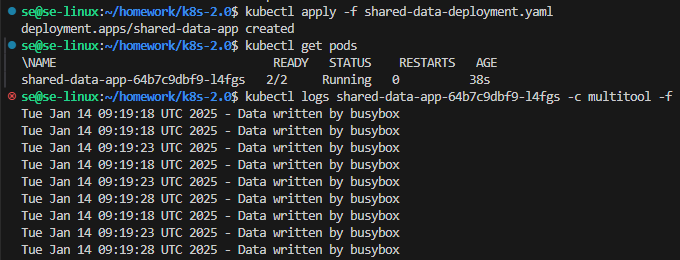 se@se-linux:~/homework/k8s-2.0$ kubectl apply -f shared-data-deployment.yaml
deployment.apps/shared-data-app created
se@se-linux:~/homework/k8s-2.0$ kubectl get pods
\NAME READY STATUS RESTARTS AGE
shared-data-app-64b7c9dbf9-l4fgs 2/2 Running 0 38s
se@se-linux:~/homework/k8s-2.0$ kubectl logs shared-data-app-64b7c9dbf9-l4fgs -c multitool -f
Tue Jan 14 09:19:18 UTC 2025 - Data written by busybox
Tue Jan 14 09:19:18 UTC 2025 - Data written by busybox
Tue Jan 14 09:19:23 UTC 2025 - Data written by busybox
Tue Jan 14 09:19:18 UTC 2025 - Data written by busybox
Tue Jan 14 09:19:23 UTC 2025 - Data written by busybox
Tue Jan 14 09:19:28 UTC 2025 - Data written by busybox
Tue Jan 14 09:19:18 UTC 2025 - Data written by busybox
Tue Jan 14 09:19:23 UTC 2025 - Data written by busybox
Tue Jan 14 09:19:28 UTC 2025 - Data written by busybox